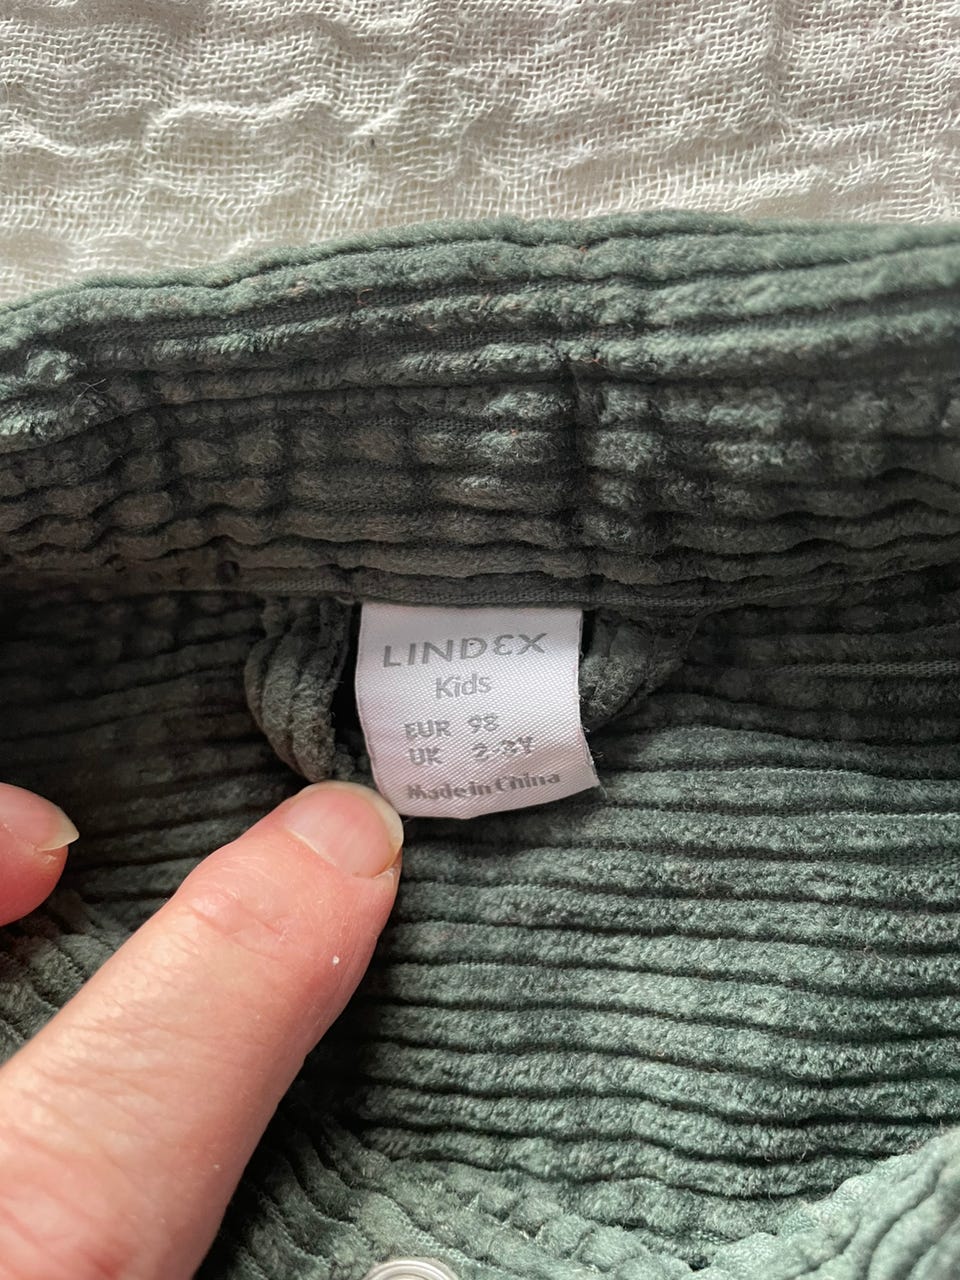 LINDEX
Kids
EUR 98
UK 2-3Y
Made in China